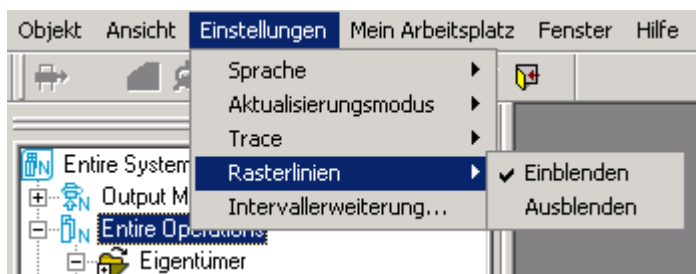 Objekt Ansicht Einstellungen Mein Arbeitsplatz Fenster Hilfe
Sprache
Aktualisierungsmodus
Trace
Entire System
Rasterlinien
Einblenden
Output M
Intervallerweiterung...
Ausblenden
Entire Operations
Eigentümer